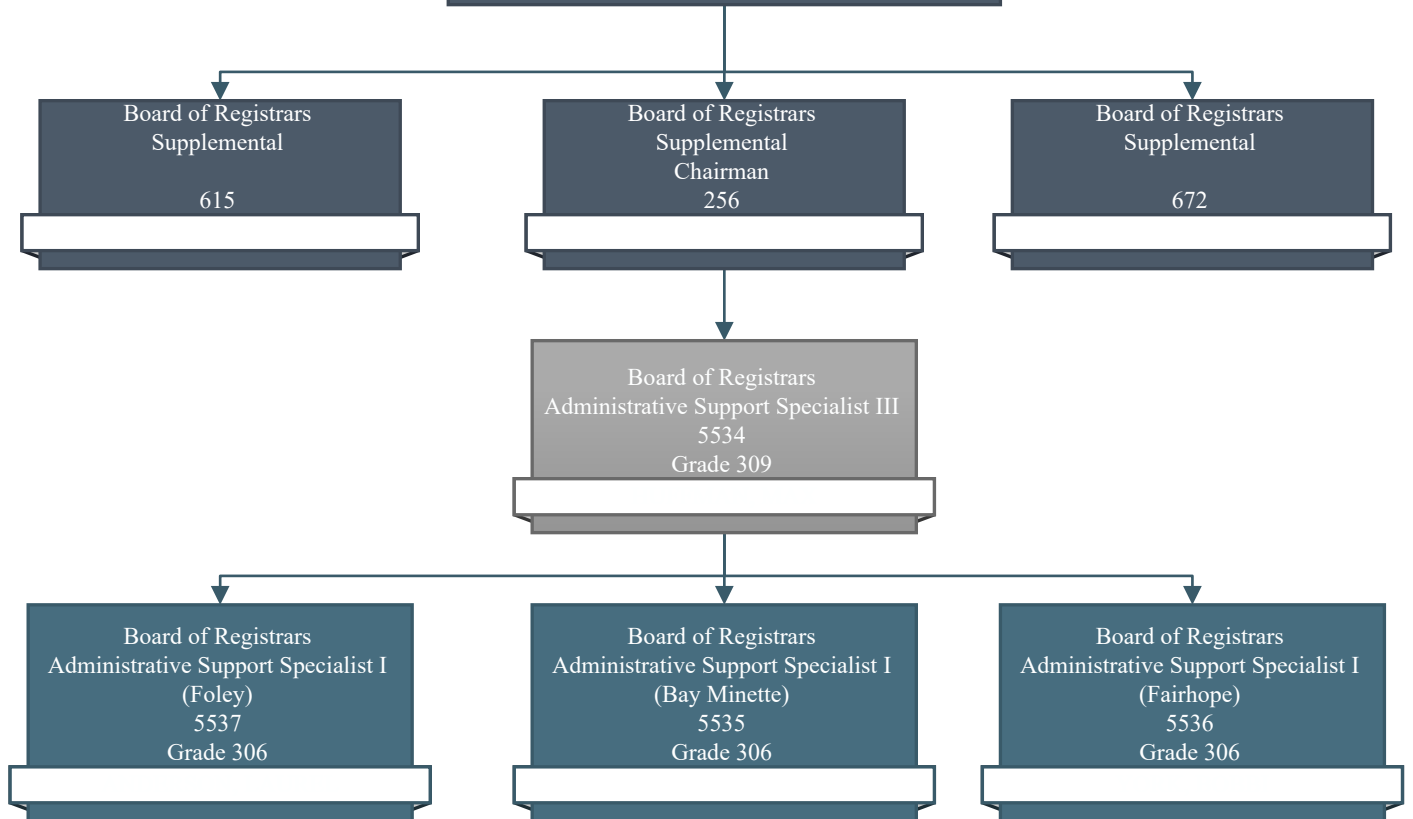 Board of Registrars
Supplemental
615
Board of Registrars
Supplemental
Chairman
256
Board of Registrars
Supplemental
672
Board of Registrars
Administrative Support Specialist III
5534
Grade 309
Board of Registrars
Administrative Support Specialist I
(Foley)
5537
Grade 306
Board of Registrars
Administrative Support Specialist I
(Bay Minette)
5535
Grade 306
Board of Registrars
Administrative Support Specialist I
(Fairhope)
5536
Grade 306